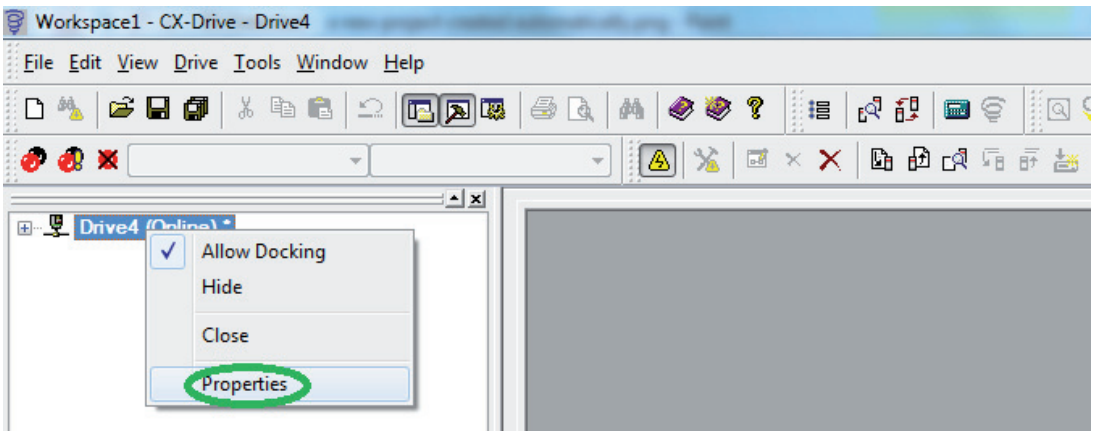 Workspace1 - CX-Drive - Drive4
File Edit View Drive Tools Window Help
Drive4 (Online) *
Allow Docking
Hide
Close
Properties